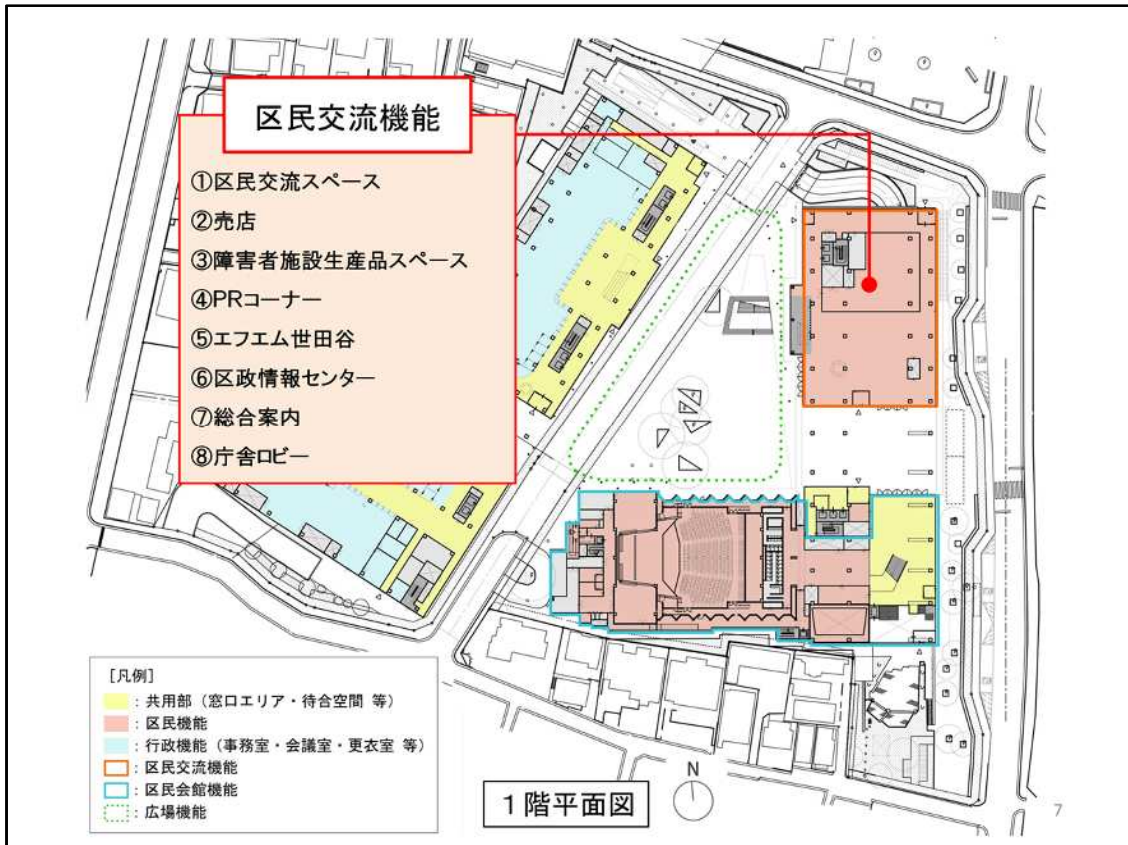 区民交流機能
①区民交流スペース
②売店
③障害者施設生産品スペース
④PRコーナー
⑤エフエム世田谷
⑥区政情報センター
⑦総合案内
⑧庁舎ロビー
[凡例]
：共用部（窓口エリア・待合空間 等）
：区民機能
：行政機能（事務室・会議室・更衣室 等）
：区民交流機能
：区民会館機能
：広場機能
1階平面図
N
7